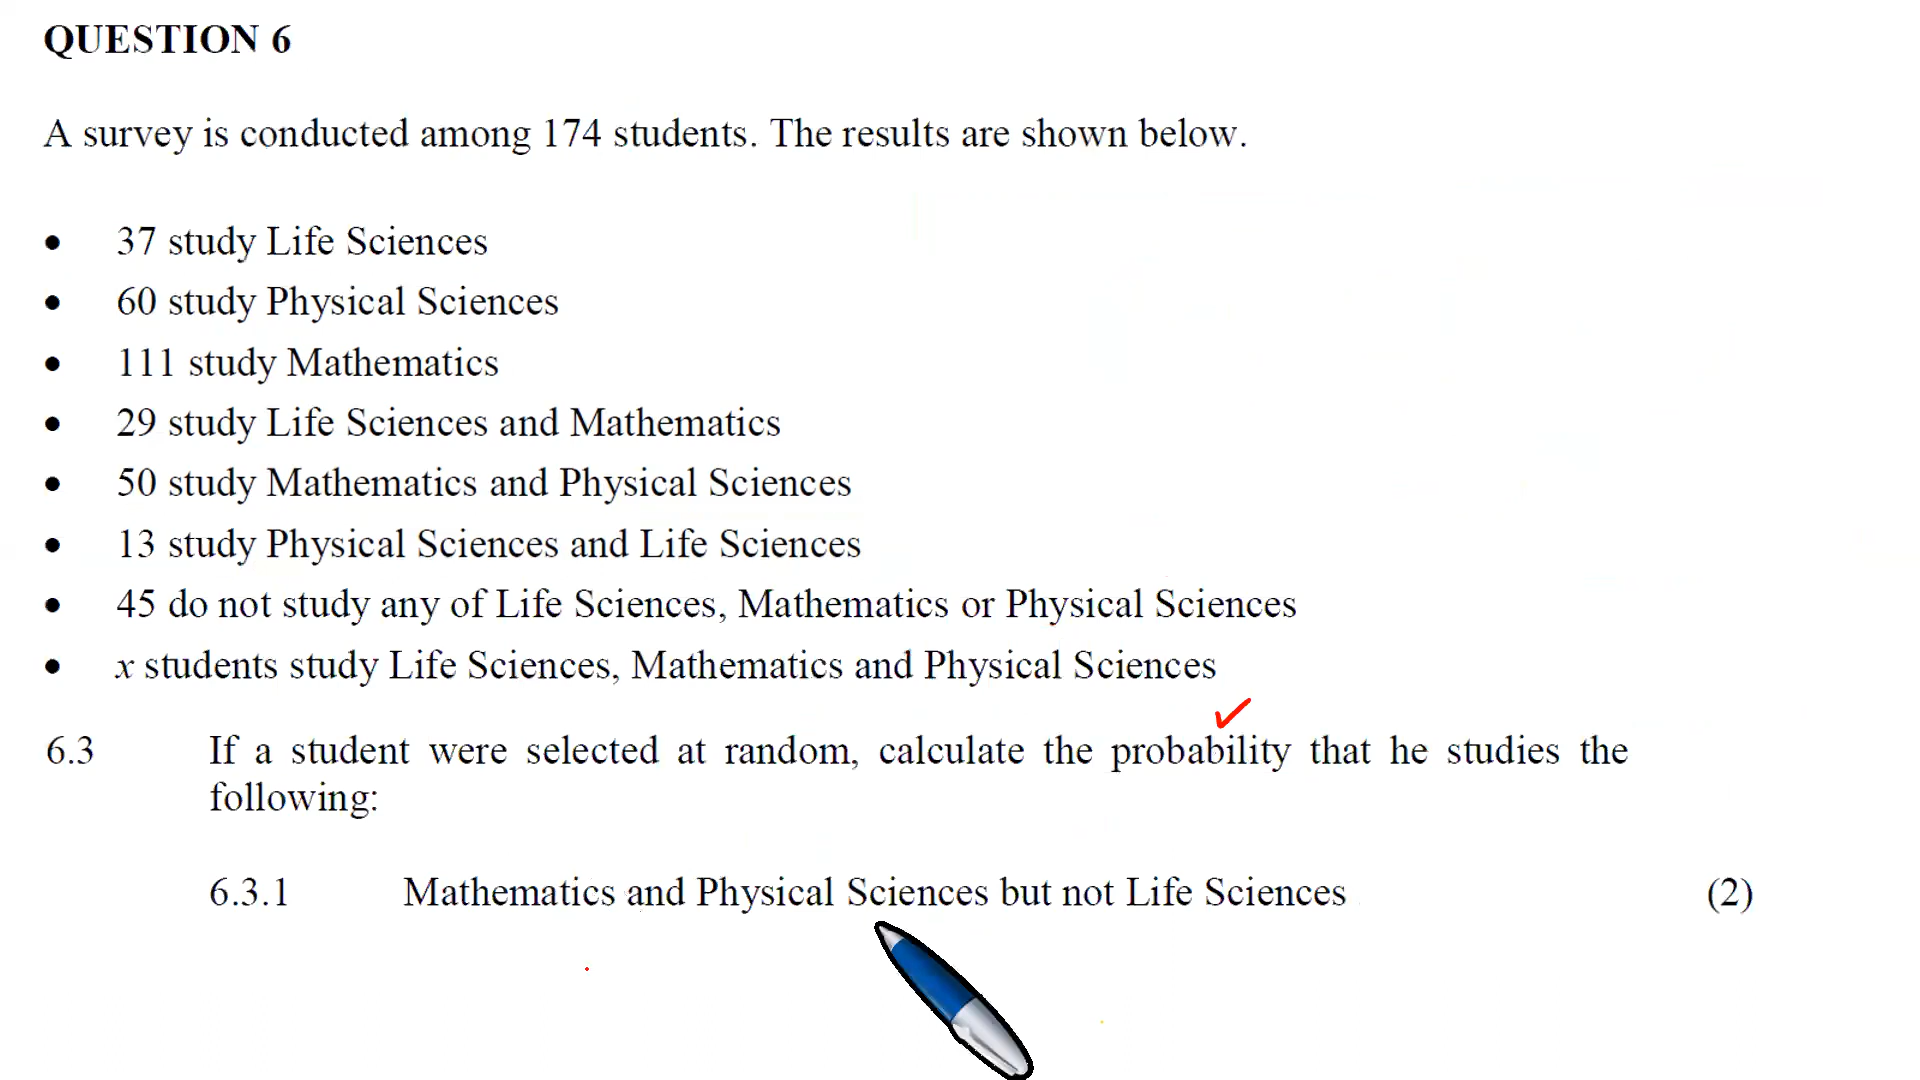 QUESTION 6
A survey is conducted among 174 students. The results are shown below.
• 37 study Life Sciences
• 60 study Physical Sciences
• 111 study Mathematics
• 29 study Life Sciences and Mathematics
• 50 study Mathematics and Physical Sciences
• 13 study Physical Sciences and Life Sciences
• 45 do not study any of Life Sciences, Mathematics or Physical Sciences
• x students study Life Sciences, Mathematics and Physical Sciences
6.3 If a student were selected at random, calculate the probability that he studies the
following:
6.3.1 Mathematics and Physical Sciences but not Life Sciences (2)